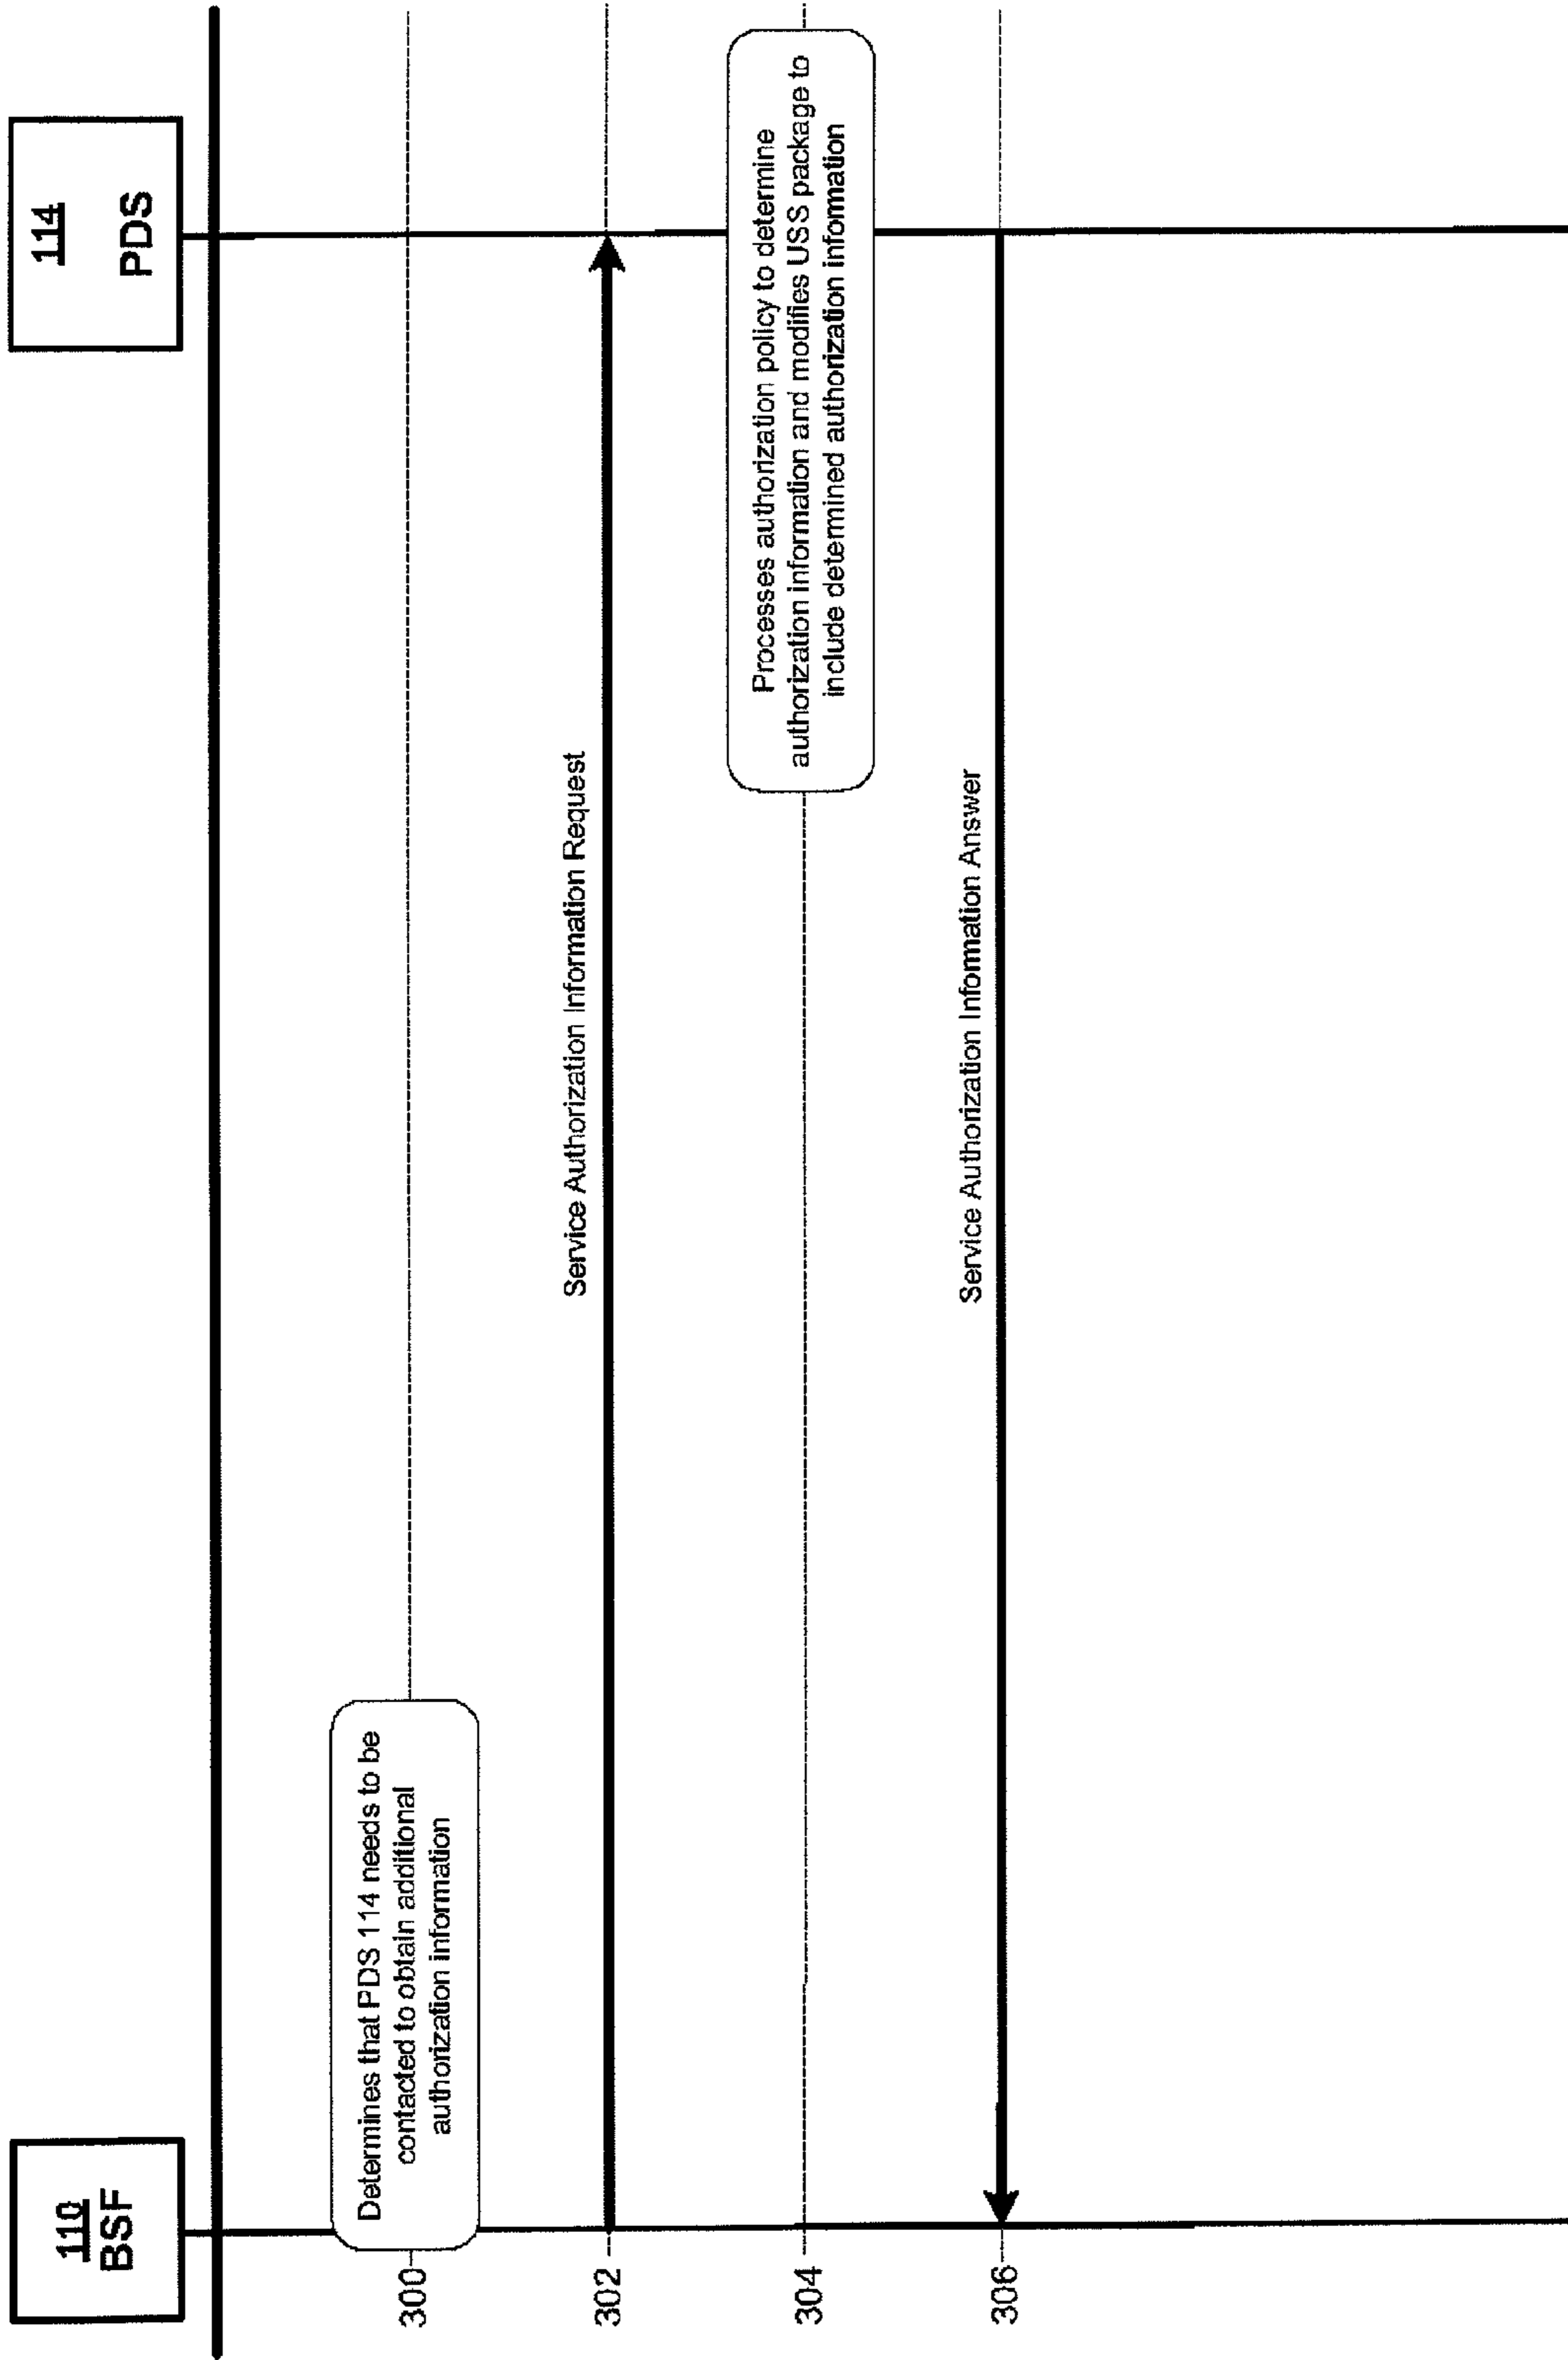 110
BSF
114
PDS
300
Determines that PDS 114 needs to be
contacted to obtain additional
authorization information
302
Service Authorization Information Request
304
Processes authorization policy to determine
authorization information and modifies USS package to
include determined authorization information
306
Service Authorization Information Answer